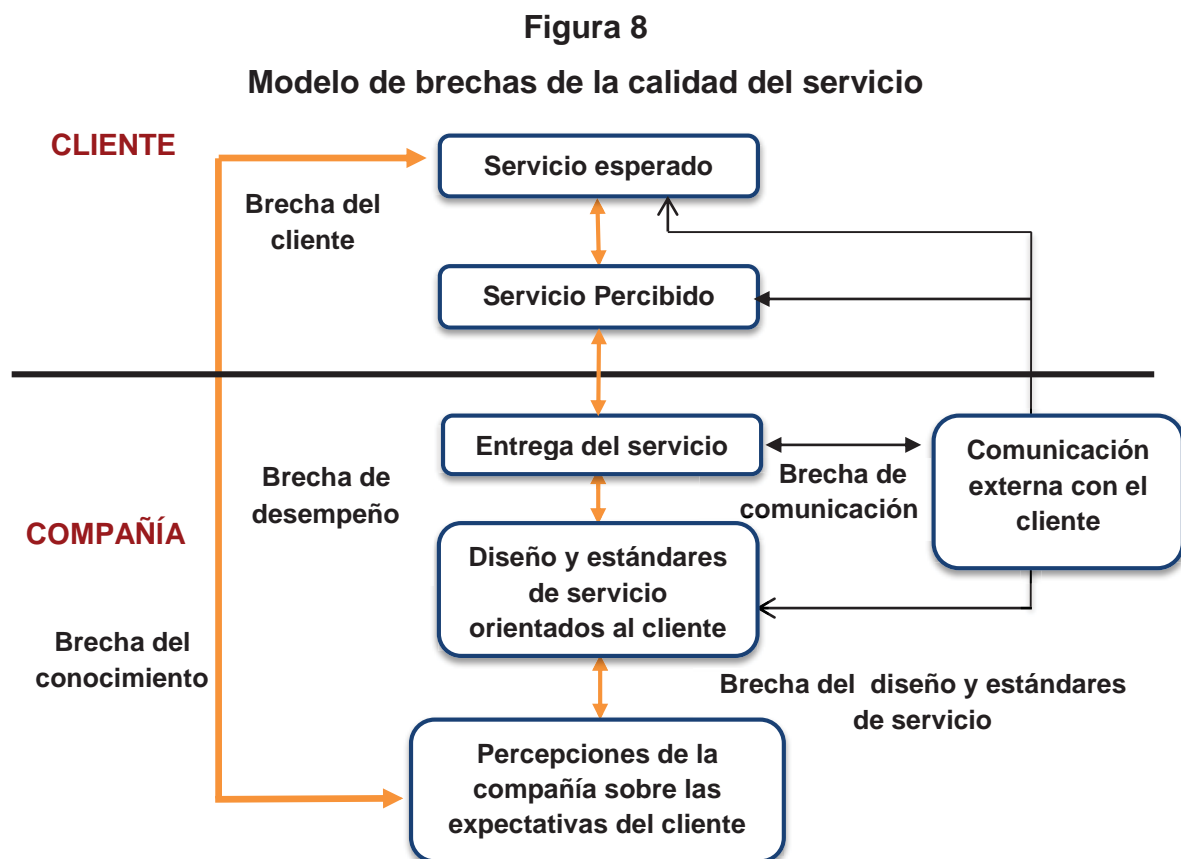 Figura 8
Modelo de brechas de la calidad del servicio
CLIENTE
Servicio esperado
Brecha del
cliente
Servicio Percibido
Entrega del servicio
Comunicación
externa con el
cliente
Brecha de
desempeño
Brecha de
comunicación
COMPAÑÍA
Diseño y estándares
de servicio
orientados al cliente
Brecha del
conocimiento
Brecha del diseño y estándares
de servicio
Percepciones de la
compañía sobre las
expectativas del cliente